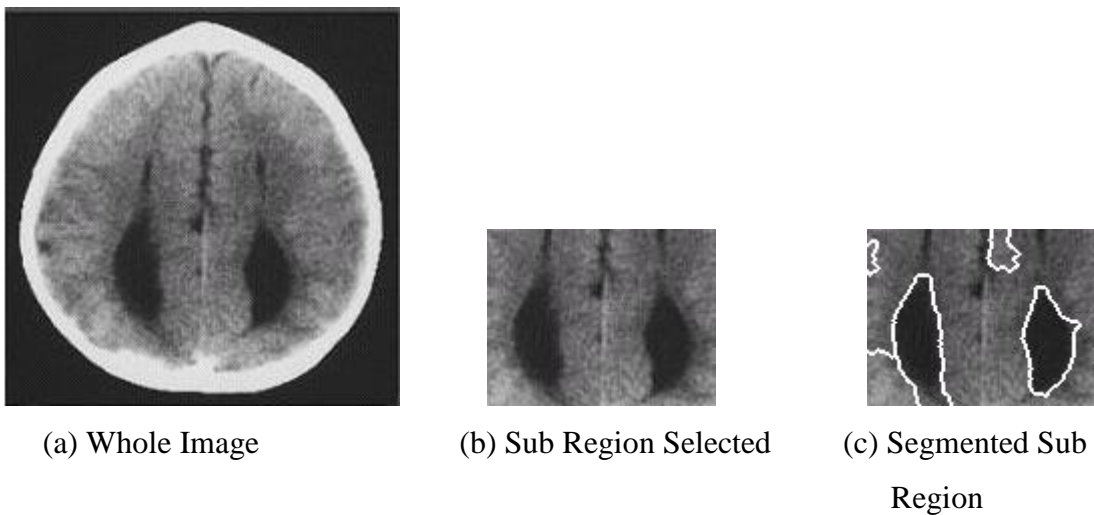 (a) Whole Image
(b) Sub Region Selected
(c) Segmented Sub
Region